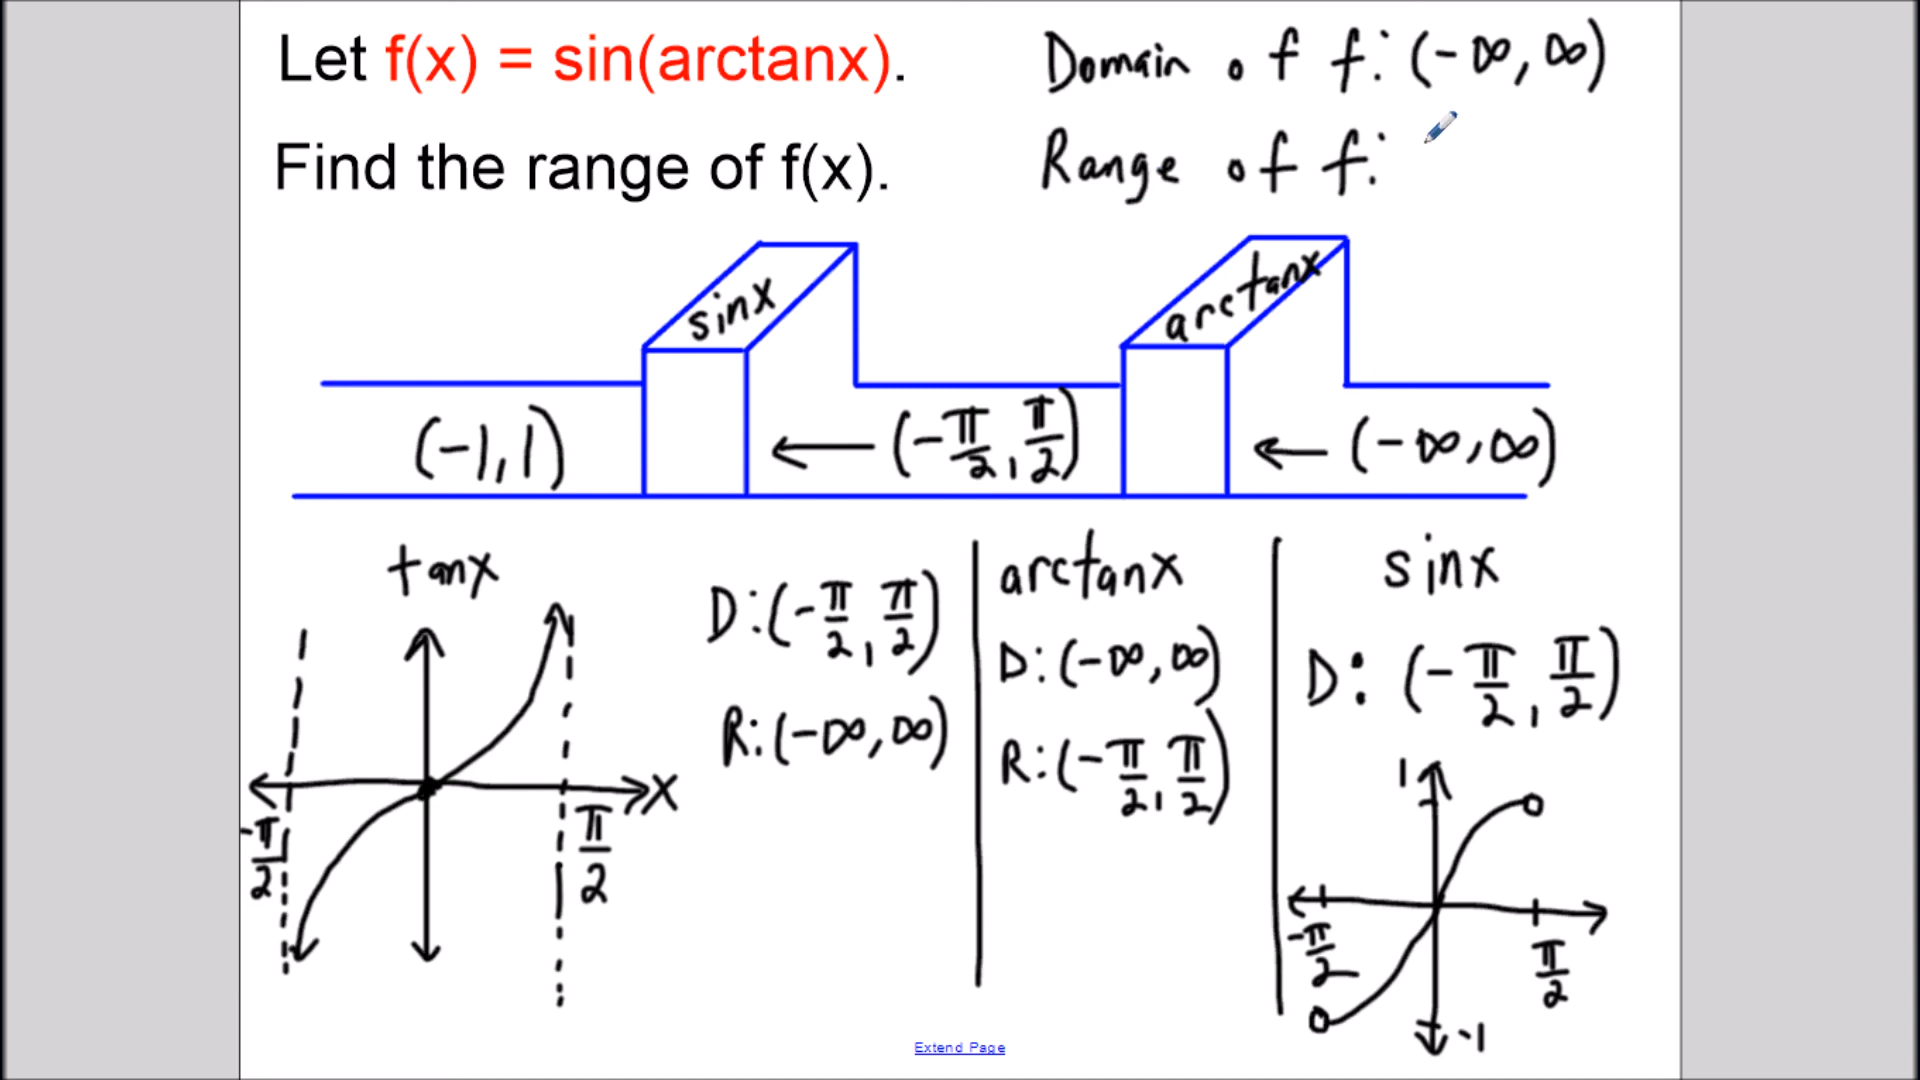 Let f(x) = sin(arctanx).
Find the range of f(x).
Domain of f: (-∞, ∞)
Range of f:
sinx
arctanx
(-1, 1)
← (-π/2, π/2)
← (-∞, ∞)
tanx
x
-π/2
π/2
D: (-π/2, π/2)
R: (-∞, ∞)
arctanx
D: (-∞, ∞)
R: (-π/2, π/2)
sinx
D: (-π/2, π/2)
1
-π/2
π/2
-1
Extend Page